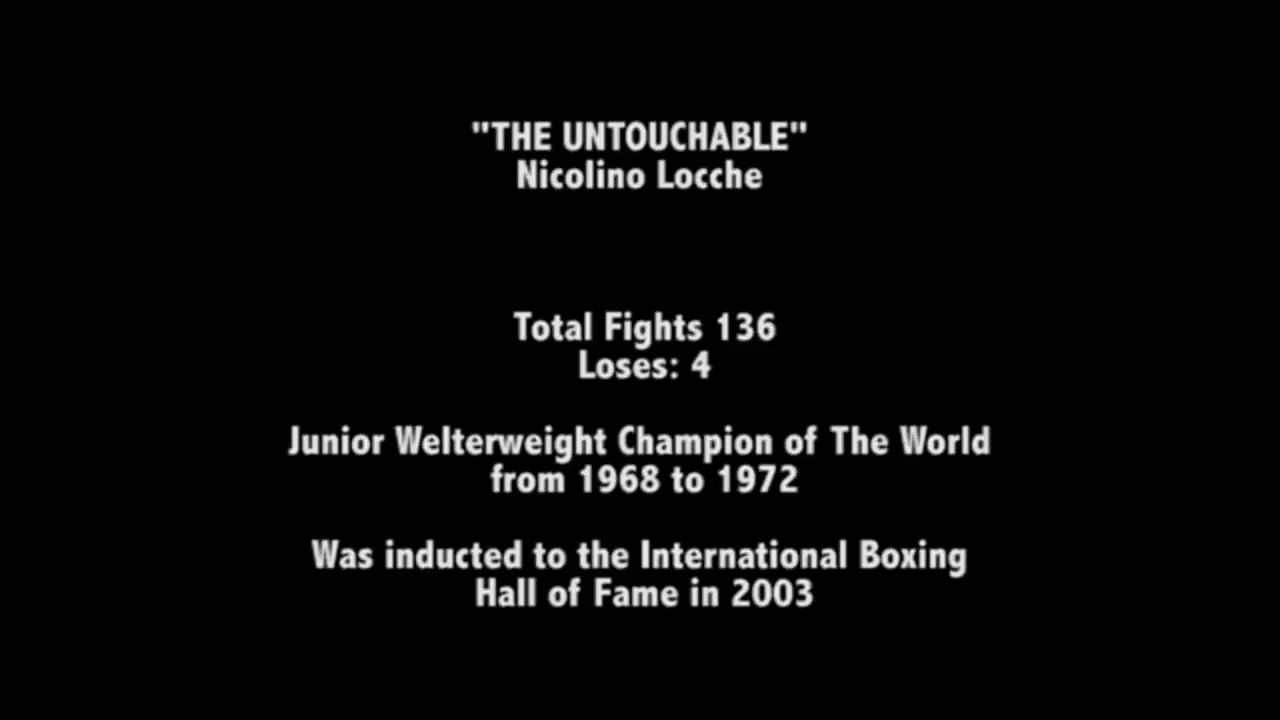 "THE UNTOUCHABLE"
Nicolino Locche
Total Fights 136
Loses: 4
Junior Welterweight Champion of The World
from 1968 to 1972
Was inducted to the International Boxing
Hall of Fame in 2003